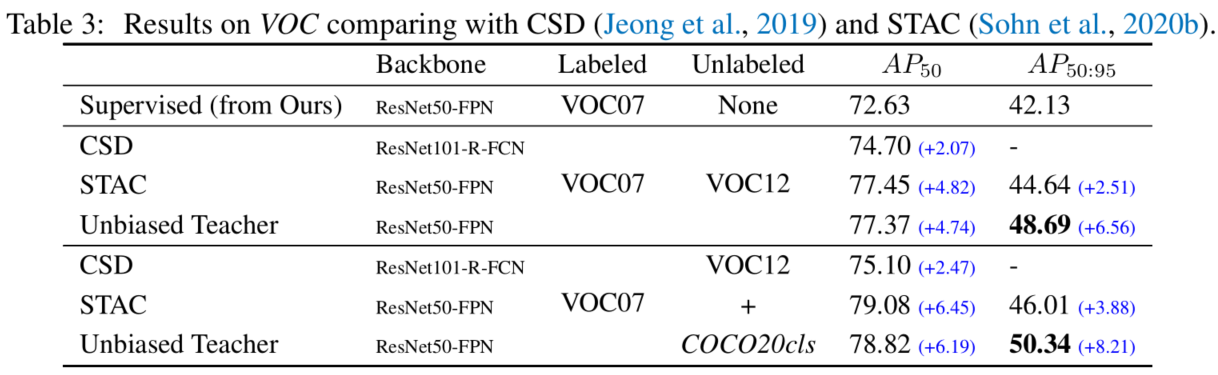 Table 3: Results on VOC comparing with CSD (Jeong et al., 2019) and STAC (Sohn et al., 2020b).
Backbone Labeled Unlabeled AP50 AP50:95
Supervised (from Ours) ResNet50-FPN VOC07 None 72.63 42.13
CSD ResNet101-R-FCN 74.70 (+2.07) -
STAC ResNet50-FPN VOC07 VOC12 77.45 (+4.82) 44.64 (+2.51)
Unbiased Teacher ResNet50-FPN 77.37 (+4.74) 48.69 (+6.56)
CSD ResNet101-R-FCN VOC12 75.10 (+2.47) -
STAC ResNet50-FPN VOC07 + 79.08 (+6.45) 46.01 (+3.88)
Unbiased Teacher ResNet50-FPN COCO20cls 78.82 (+6.19) 50.34 (+8.21)